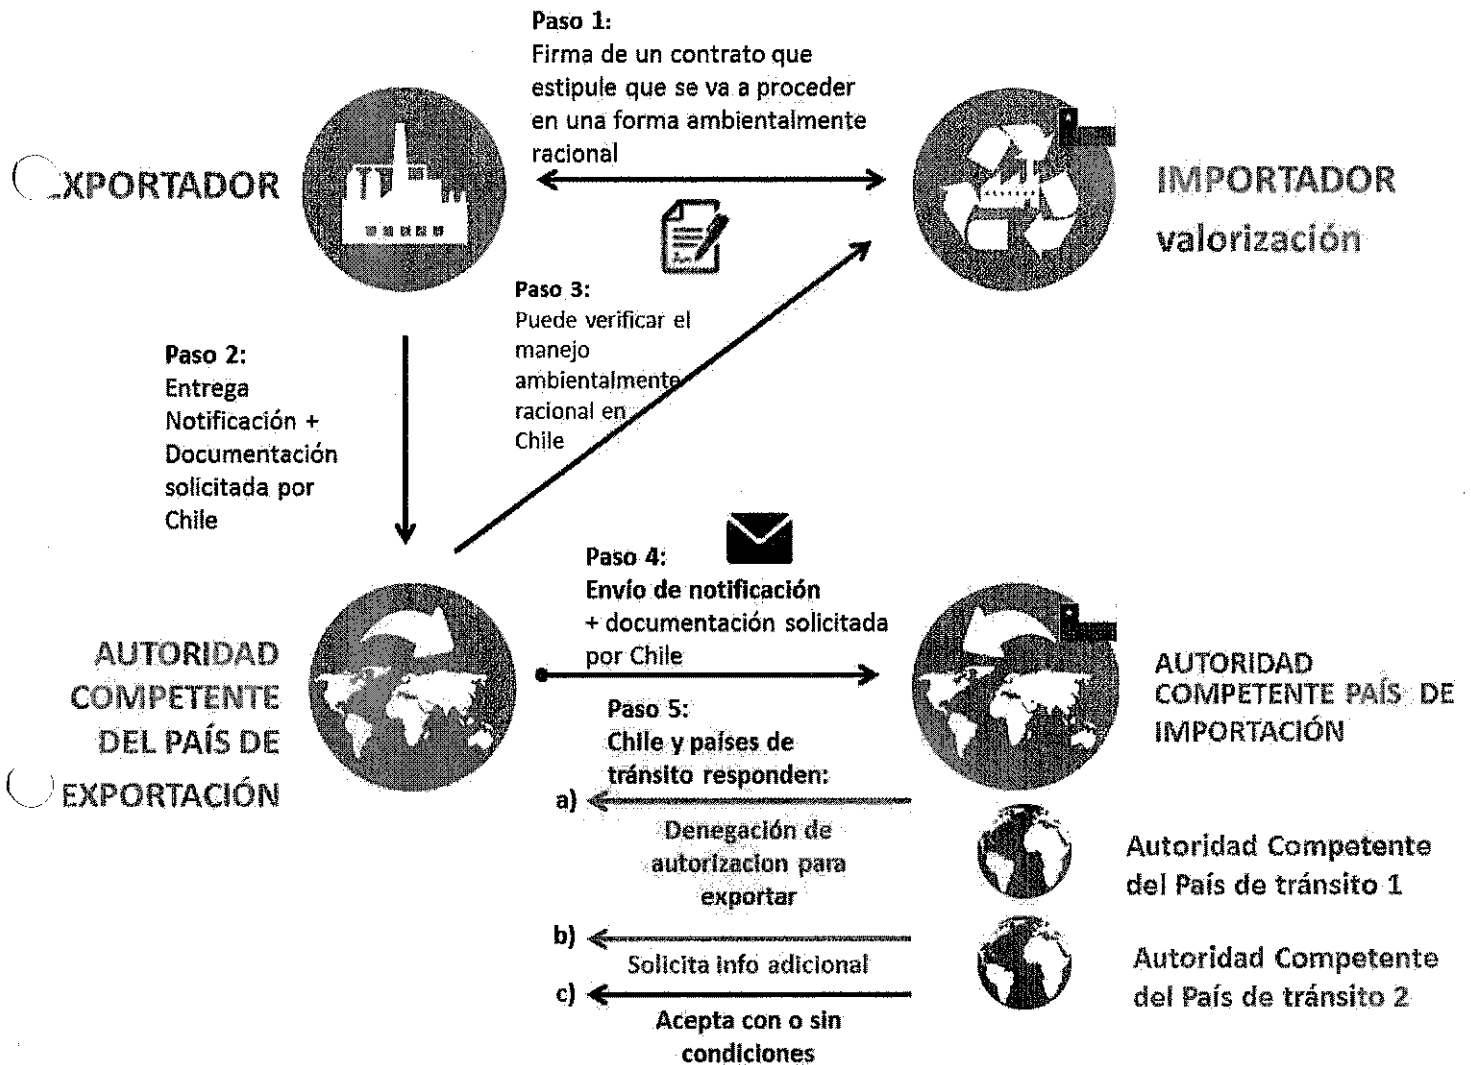 Paso 1:
Firma de un contrato que
estipule que se va a proceder
en una forma ambientalmente
racional
EXPORTADOR
IMPORTADOR
valorización
Paso 3:
Puede verificar el
manejo
ambientalmente
racional en
Chile
Paso 2:
Entrega
Notificación +
Documentación
solicitada por
Chile
Paso 4:
Envío de notificación
+ documentación solicitada
por Chile
AUTORIDAD
COMPETENTE
DEL PAÍS DE
EXPORTACIÓN
AUTORIDAD
COMPETENTE PAÍS DE
IMPORTACIÓN
Paso 5:
Chile y países de
tránsito responden:
a)
Denegación de
autorizacion para
exportar
Autoridad Competente
del País de tránsito 1
b)
Solicita info adicional
c)
Acepta con o sin
condiciones
Autoridad Competente
del País de tránsito 2